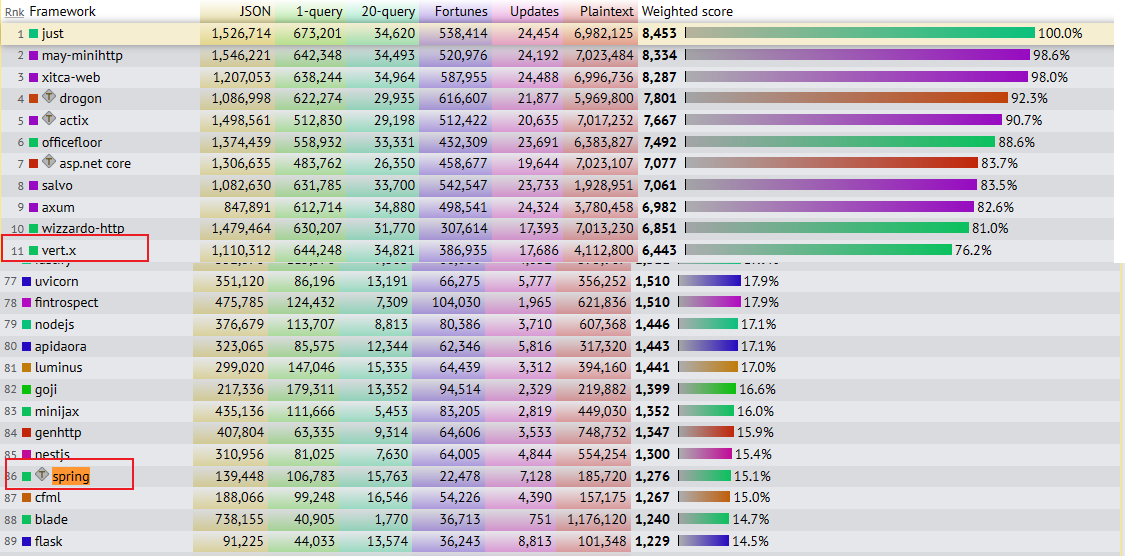 Rnk Framework JSON 1-query 20-query Fortunes Updates Plaintext Weighted score
1 just 1,526,714 673,201 34,620 538,414 24,454 6,982,125 8,453 100.0%
2 may-minihttp 1,546,221 642,348 34,493 520,976 24,192 7,023,484 8,334 98.6%
3 xitca-web 1,207,053 638,244 34,964 587,955 24,488 6,996,736 8,287 98.0%
4 T drogon 1,086,998 622,274 29,935 616,607 21,877 5,969,800 7,801 92.3%
5 T actix 1,498,561 512,830 29,198 512,422 20,635 7,017,232 7,667 90.7%
6 officefloor 1,374,439 558,932 33,331 432,309 23,691 6,383,827 7,492 88.6%
7 T asp.net core 1,306,635 483,762 26,350 458,677 19,644 7,023,107 7,077 83.7%
8 salvo 1,082,630 631,785 33,700 542,547 23,733 1,928,951 7,061 83.5%
9 axum 847,891 612,714 34,880 498,541 24,324 3,780,458 6,982 82.6%
10 wizzardo-http 1,479,464 630,207 31,770 307,614 17,393 7,013,230 6,851 81.0%
11 vert.x 1,110,312 644,248 34,821 386,935 17,686 4,112,800 6,443 76.2%
77 uvicorn 351,120 86,196 13,191 66,275 5,777 356,252 1,510 17.9%
78 fintrospect 475,785 124,432 7,309 104,030 1,965 621,836 1,510 17.9%
79 nodejs 376,679 113,707 8,813 80,386 3,710 607,368 1,446 17.1%
80 apidaora 323,065 85,575 12,344 62,346 5,816 317,320 1,443 17.1%
81 luminus 299,020 147,046 15,335 64,439 3,312 394,160 1,441 17.0%
82 goji 217,336 179,311 13,352 94,514 2,329 219,882 1,399 16.6%
83 minijax 435,136 111,666 5,453 83,205 2,819 449,030 1,352 16.0%
84 genhttp 407,804 63,335 9,314 64,606 3,533 748,732 1,347 15.9%
85 nestjs 310,956 81,025 7,630 64,005 4,844 554,254 1,300 15.4%
86 T spring 139,448 106,783 15,763 22,478 7,128 185,720 1,276 15.1%
87 cfml 188,066 99,248 16,546 54,226 4,390 157,175 1,267 15.0%
88 blade 738,155 40,905 1,770 36,713 751 1,176,120 1,240 14.7%
89 flask 91,225 44,033 13,574 36,243 8,813 101,348 1,229 14.5%